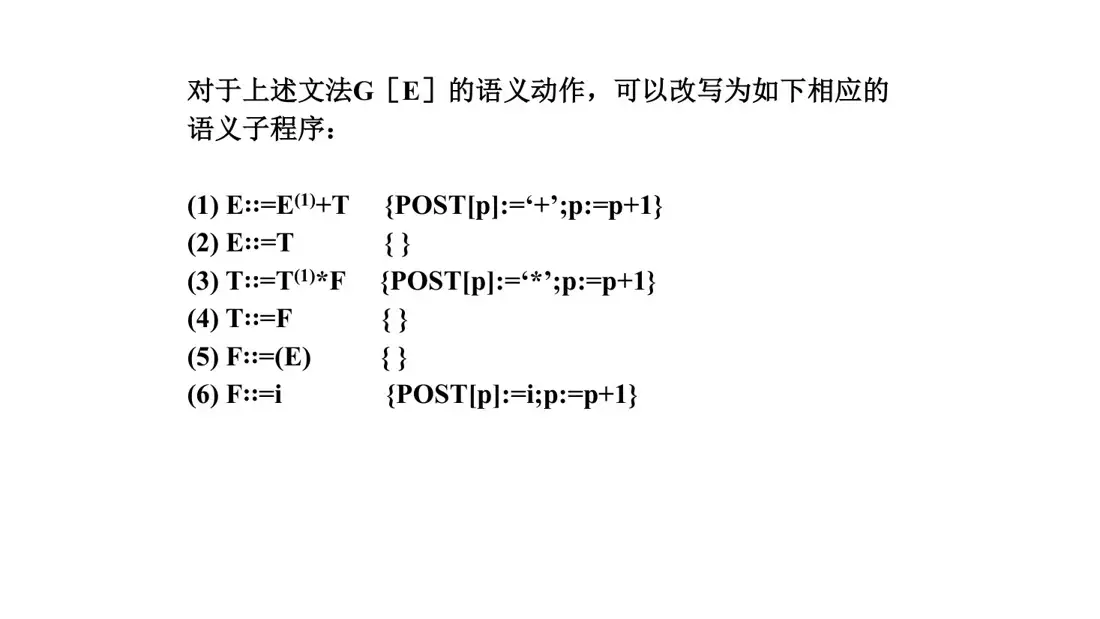 对于上述文法G［E］的语义动作，可以改写为如下相应的
语义子程序：
(1) E∷=E⁽¹⁾+T {POST[p]:=‘+’;p:=p+1}
(2) E∷=T { }
(3) T∷=T⁽¹⁾*F {POST[p]:=‘*’;p:=p+1}
(4) T∷=F { }
(5) F∷=(E) { }
(6) F∷=i {POST[p]:=i;p:=p+1}